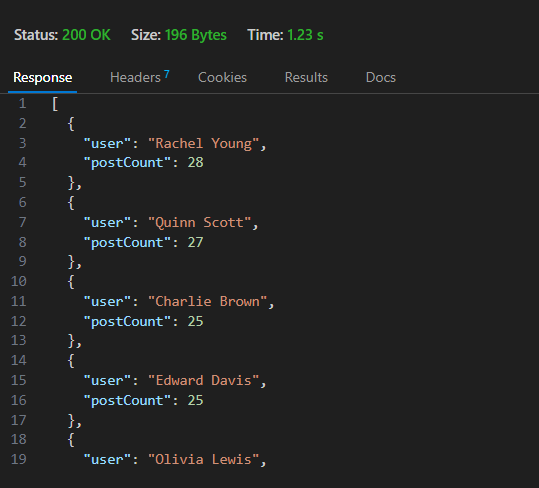 Status: 200 OK Size: 196 Bytes Time: 1.23 s
Response Headers 7 Cookies Results Docs
1 [
2 {
3 "user": "Rachel Young",
4 "postCount": 28
5 },
6 {
7 "user": "Quinn Scott",
8 "postCount": 27
9 },
10 {
11 "user": "Charlie Brown",
12 "postCount": 25
13 },
14 {
15 "user": "Edward Davis",
16 "postCount": 25
17 },
18 {
19 "user": "Olivia Lewis",